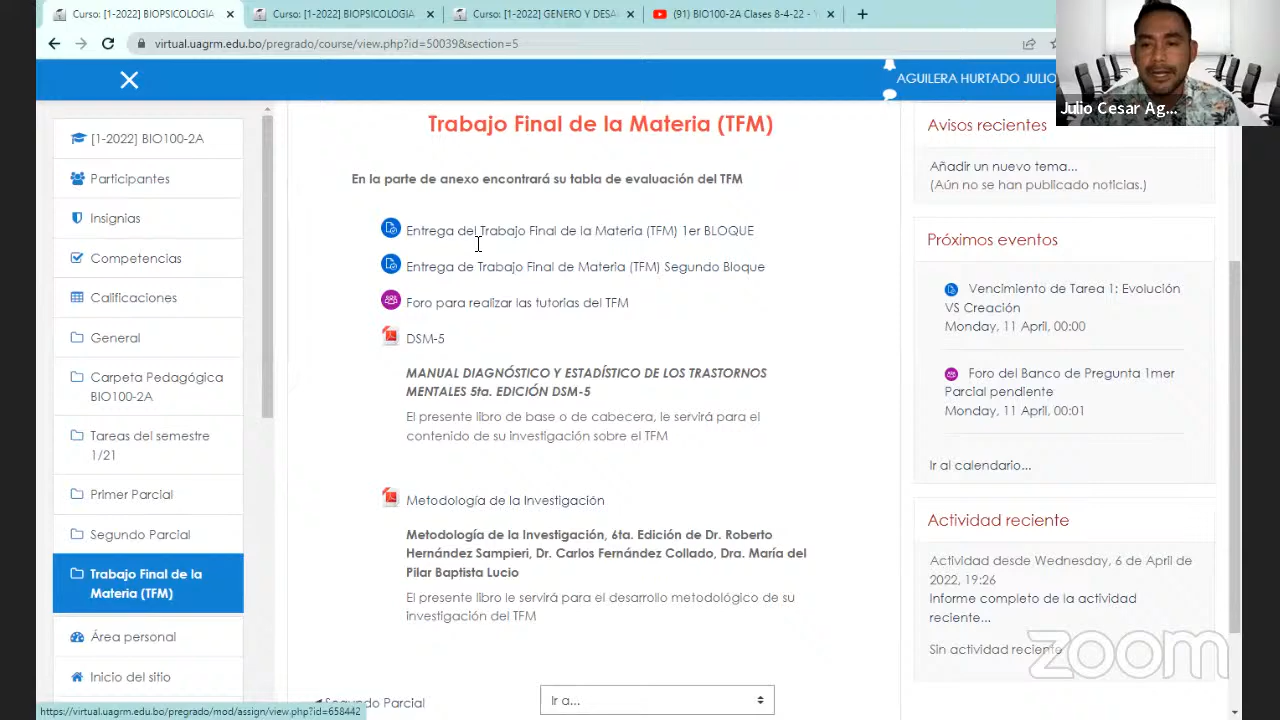 Curso: [1-2022] BIOPSICOLOGIA
Curso: [1-2022] BIOPSICOLOGIA
Curso: [1-2022] GENERO Y DESA
(91) BIO100-2A Clases 8-4-22 -
virtual.uagrm.edu.bo/pregrado/course/view.php?id=50039&section=5
AGUILERA HURTADO JULIO
Julio Cesar Ag...
[1-2022] BIO100-2A
Participantes
Insignias
Competencias
Calificaciones
General
Carpeta Pedagógica
BIO100-2A
Tareas del semestre
1/21
Primer Parcial
Segundo Parcial
Trabajo Final de la
Materia (TFM)
Área personal
Inicio del sitio
https://virtual.uagrm.edu.bo/pregrado/mod/assign/view.php?id=658442
Trabajo Final de la Materia (TFM)
En la parte de anexo encontrará su tabla de evaluación del TFM
Entrega del Trabajo Final de la Materia (TFM) 1er BLOQUE
Entrega de Trabajo Final de Materia (TFM) Segundo Bloque
Foro para realizar las tutorias del TFM
DSM-5
MANUAL DIAGNÓSTICO Y ESTADÍSTICO DE LOS TRASTORNOS
MENTALES 5ta. EDICIÓN DSM-5
El presente libro de base o de cabecera, le servirá para el
contenido de su investigación sobre el TFM
Metodología de la Investigación
Metodología de la Investigación, 6ta. Edición de Dr. Roberto
Hernández Sampieri, Dr. Carlos Fernández Collado, Dra. María del
Pilar Baptista Lucio
El presente libro le servirá para el desarrollo metodológico de su
investigación del TFM
◄ Segundo Parcial
Ir a...
Avisos recientes
Añadir un nuevo tema...
(Aún no se han publicado noticias.)
Próximos eventos
Vencimiento de Tarea 1: Evolución
VS Creación
Monday, 11 April, 00:00
Foro del Banco de Pregunta 1mer
Parcial pendiente
Monday, 11 April, 00:01
Ir al calendario...
Actividad reciente
Actividad desde Wednesday, 6 de April de
2022, 19:26
Informe completo de la actividad
reciente...
Sin actividad reciente
zoom